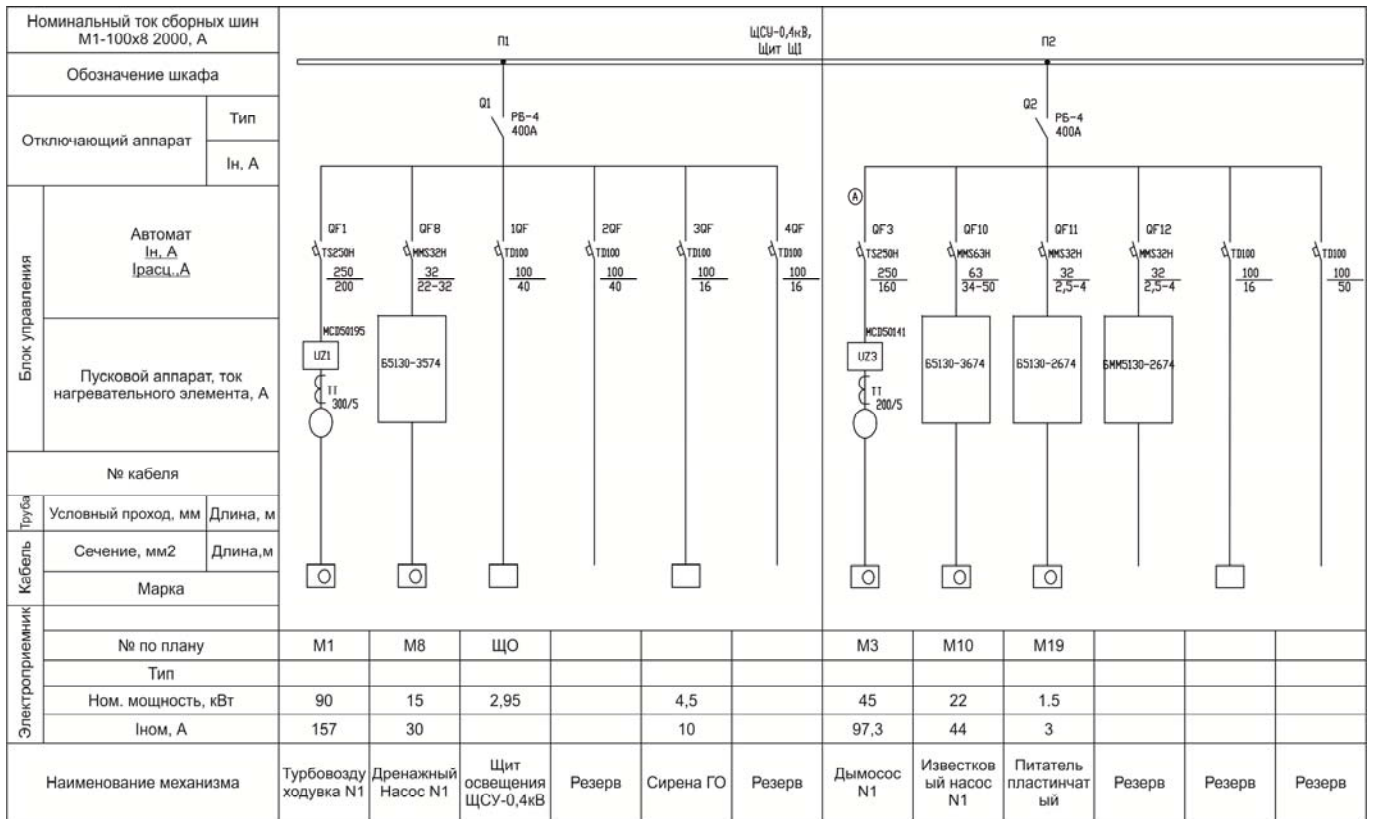 Номинальный ток сборных шин
М1-100х8 2000, А
Обозначение шкафа
Отключающий аппарат
Тип
Iн, А
Блок управления
Автомат
Iн, А
Iрасц.,А
Пусковой аппарат, ток
нагревательного элемента, А
№ кабеля
Труба
Условный проход, мм
Длина, м
Кабель
Сечение, мм2
Длина,м
Марка
Электроприемник
№ по плану
Тип
Ном. мощность, кВт
Iном, А
Наименование механизма
П1
ЩСУ-0,4кВ,
Щит Щ1
П2
Q1
РБ-4
400А
Q2
РБ-4
400А
QF1
TS250H
250
200
QF8
MMS32H
32
22-32
1QF
TD100
100
40
2QF
TD100
100
40
3QF
TD100
100
16
4QF
TD100
100
16
A
QF3
TS250H
250
160
QF10
MMS63H
63
34-50
QF11
MMS32H
32
2,5-4
QF12
MMS32H
32
2,5-4
TD100
100
16
TD100
100
50
MCD50195
UZ1
TT
300/5
Б5130-3574
MCD50141
UZ3
TT
200/5
Б5130-3674
Б5130-2674
БММ5130-2674
М1 М8 ЩО М3 М10 М19
90 15 2,95 4,5 45 22 1.5
157 30 10 97,3 44 3
Турбовозду
ходувка N1
Дренажный
Насос N1
Щит
освещения
ЩСУ-0,4кВ
Резерв
Сирена ГО
Резерв
Дымосос
N1
Известков
ый насос
N1
Питатель
пластинчат
ый
Резерв
Резерв
Резерв